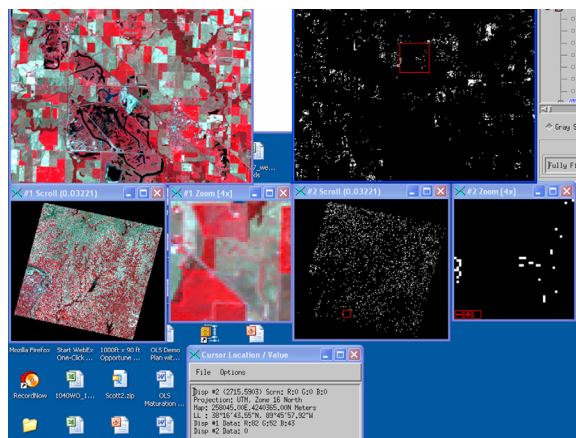 Gray S
7_we...
Fully Fi
#1 Scroll (0.03221)
#1 Zoom [4x]
#2 Scroll (0.03221)
#2 Zoom [4x]
Mozilla Firefox
Start WebEx
One-Click ...
1000ft x 90 ft
Opportune ...
OLS Demo
Plan wit...
Cursor Location / Value
File Options
Disp #2 (2715,5903) Scrn: R:0 G:0 B:0
Projection: UTM, Zone 16 North
Map: 258045.00E,4240365.00N Meters
LL : 38°16'43.55"N, 89°45'57.92"W
Disp #1 Data: R:82 G:52 B:43
Disp #2 Data: 0
RecordNow
1040WO_1...
Scott2.zip
OLS
Maturation ...